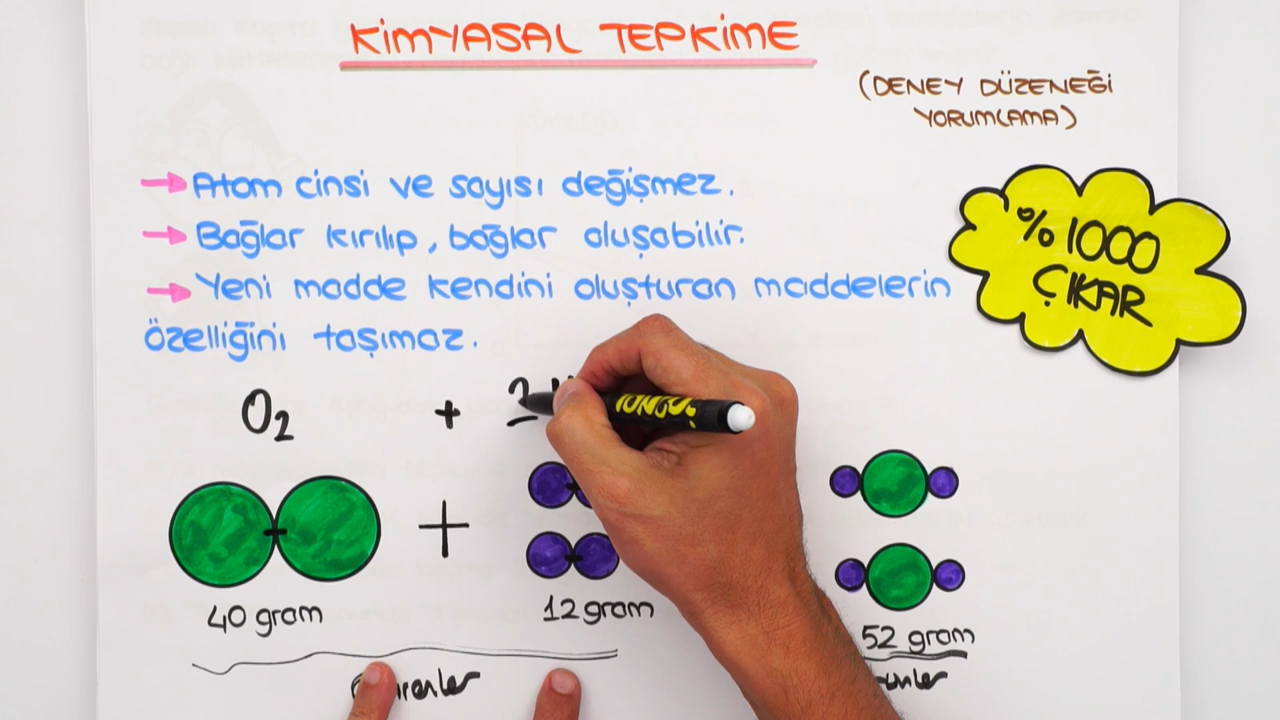 KİMYASAL TEPKİME
(DENEY DÜZENEĞİ
YORUMLAMA)
→ Atom cinsi ve sayısı değişmez.
→ Bağlar kırılıp, bağlar oluşabilir.
→ Yeni madde kendini oluşturan maddelerin
özelliğini taşımaz.
% 1000
ÇIKAR
O2 + 2
+
40 gram
12 gram
52 gram